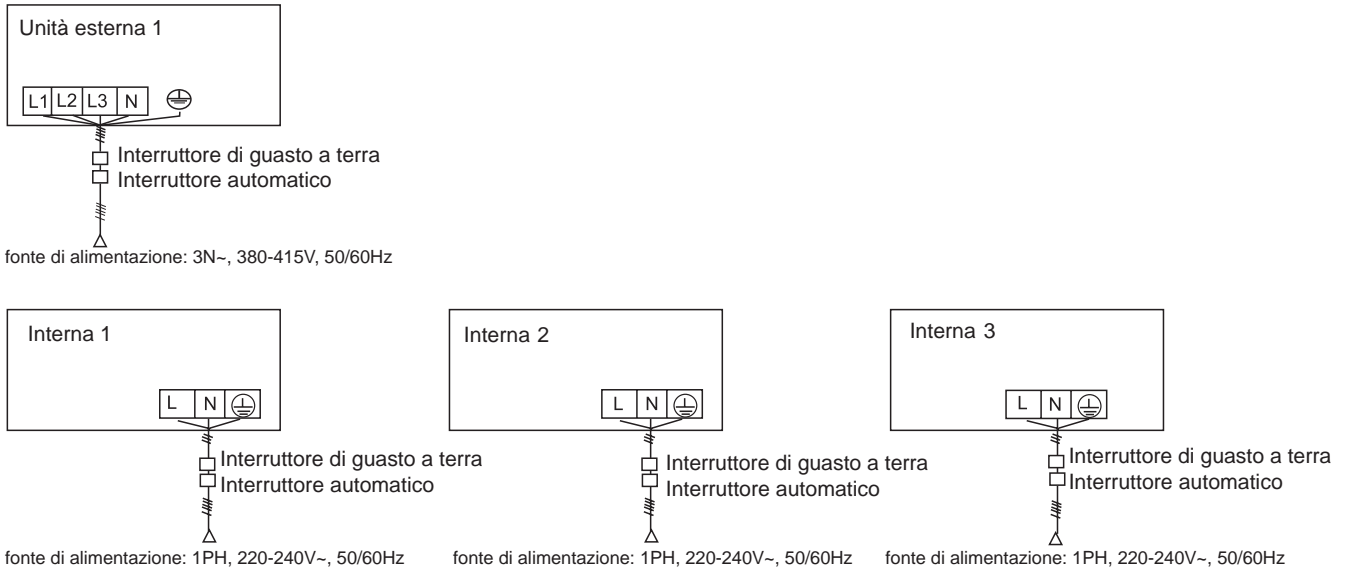 Unità esterna 1
L1 L2 L3 N
Interruttore di guasto a terra
Interruttore automatico
fonte di alimentazione: 3N~, 380-415V, 50/60Hz
Interna 1
L N
Interruttore di guasto a terra
Interruttore automatico
fonte di alimentazione: 1PH, 220-240V~, 50/60Hz
Interna 2
L N
Interruttore di guasto a terra
Interruttore automatico
fonte di alimentazione: 1PH, 220-240V~, 50/60Hz
Interna 3
L N
Interruttore di guasto a terra
Interruttore automatico
fonte di alimentazione: 1PH, 220-240V~, 50/60Hz